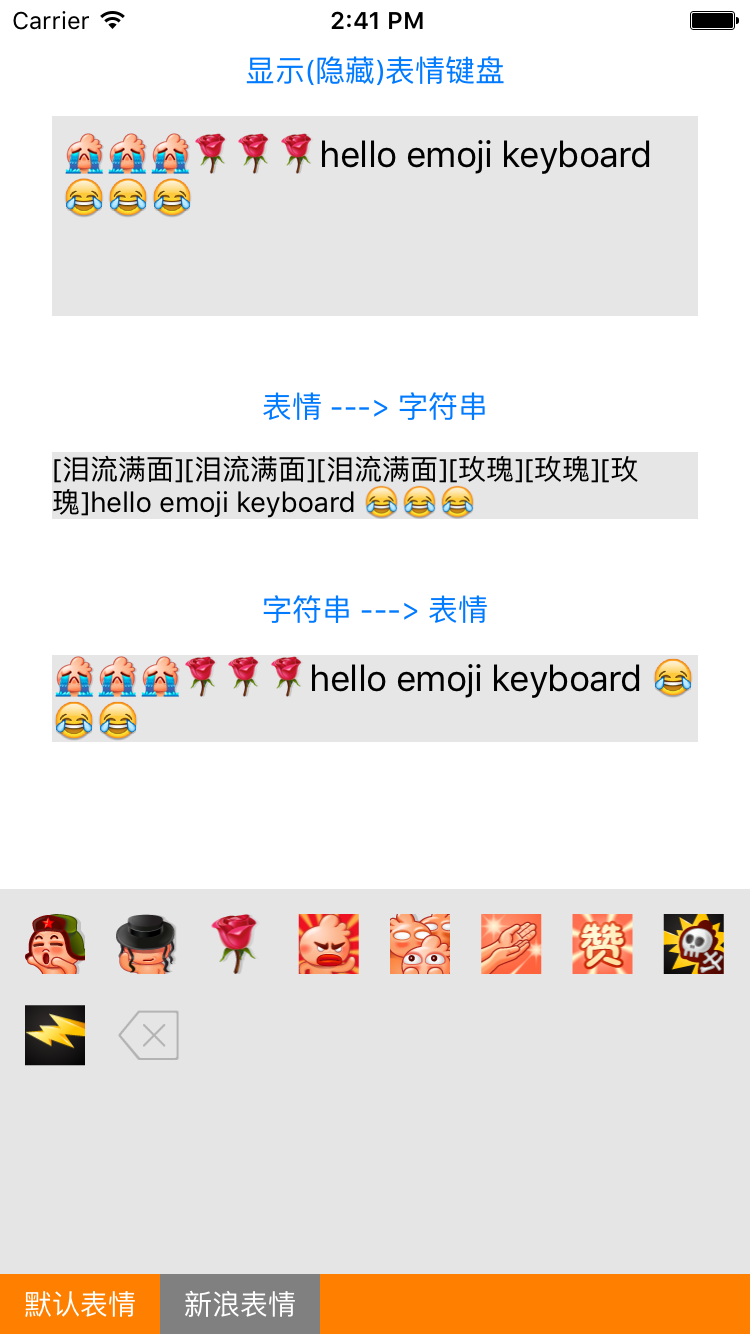 Carrier 2:41 PM
显示(隐藏)表情键盘
hello emoji keyboard
😂😂😂
表情 ---> 字符串
[泪流满面][泪流满面][泪流满面][玫瑰][玫瑰][玫
瑰]hello emoji keyboard 😂😂😂
字符串 ---> 表情
hello emoji keyboard 😂
😂😂
赞
默认表情 新浪表情